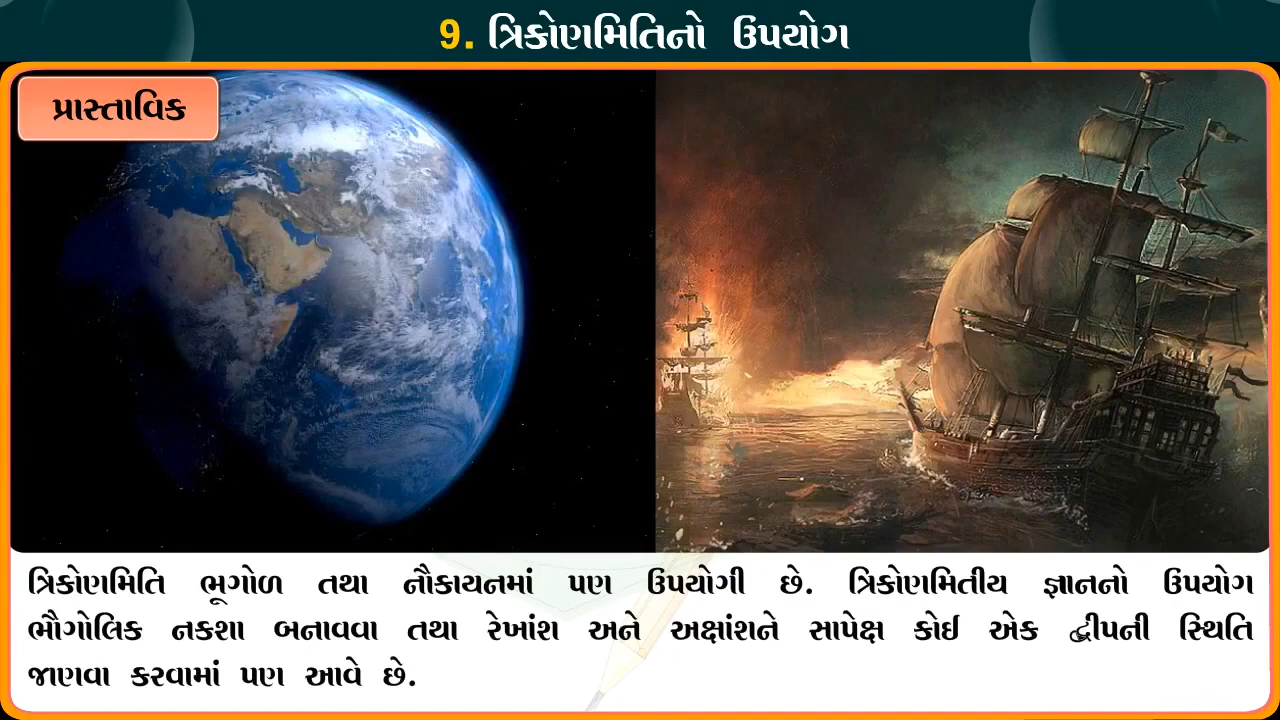 9. ત્રિકોણમિતિનો ઉપયોગ
પ્રાસ્તાવિક
ત્રિકોણમિતિ ભૂગોળ તથા નૌકાયનમાં પણ ઉપયોગી છે. ત્રિકોણમિતીય જ્ઞાનનો ઉપયોગ
ભૌગોલિક નકશા બનાવવા તથા રેખાંશ અને અક્ષાંશને સાપેક્ષ કોઈ એક દ્વીપની સ્થિતિ
જાણવા કરવામાં પણ આવે છે.